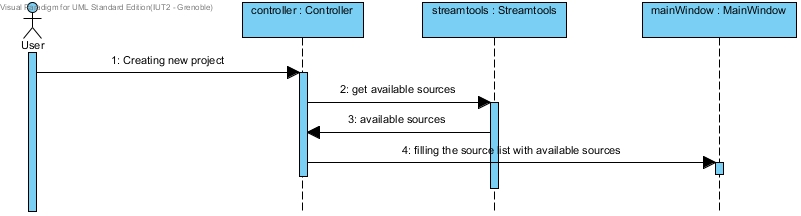 Visual Paradigm for UML Standard Edition(IUT2 - Grenoble)
controller : Controller
streamtools : Streamtools
mainWindow : MainWindow
User
1: Creating new project
2: get available sources
3: available sources
4: filling the source list with available sources